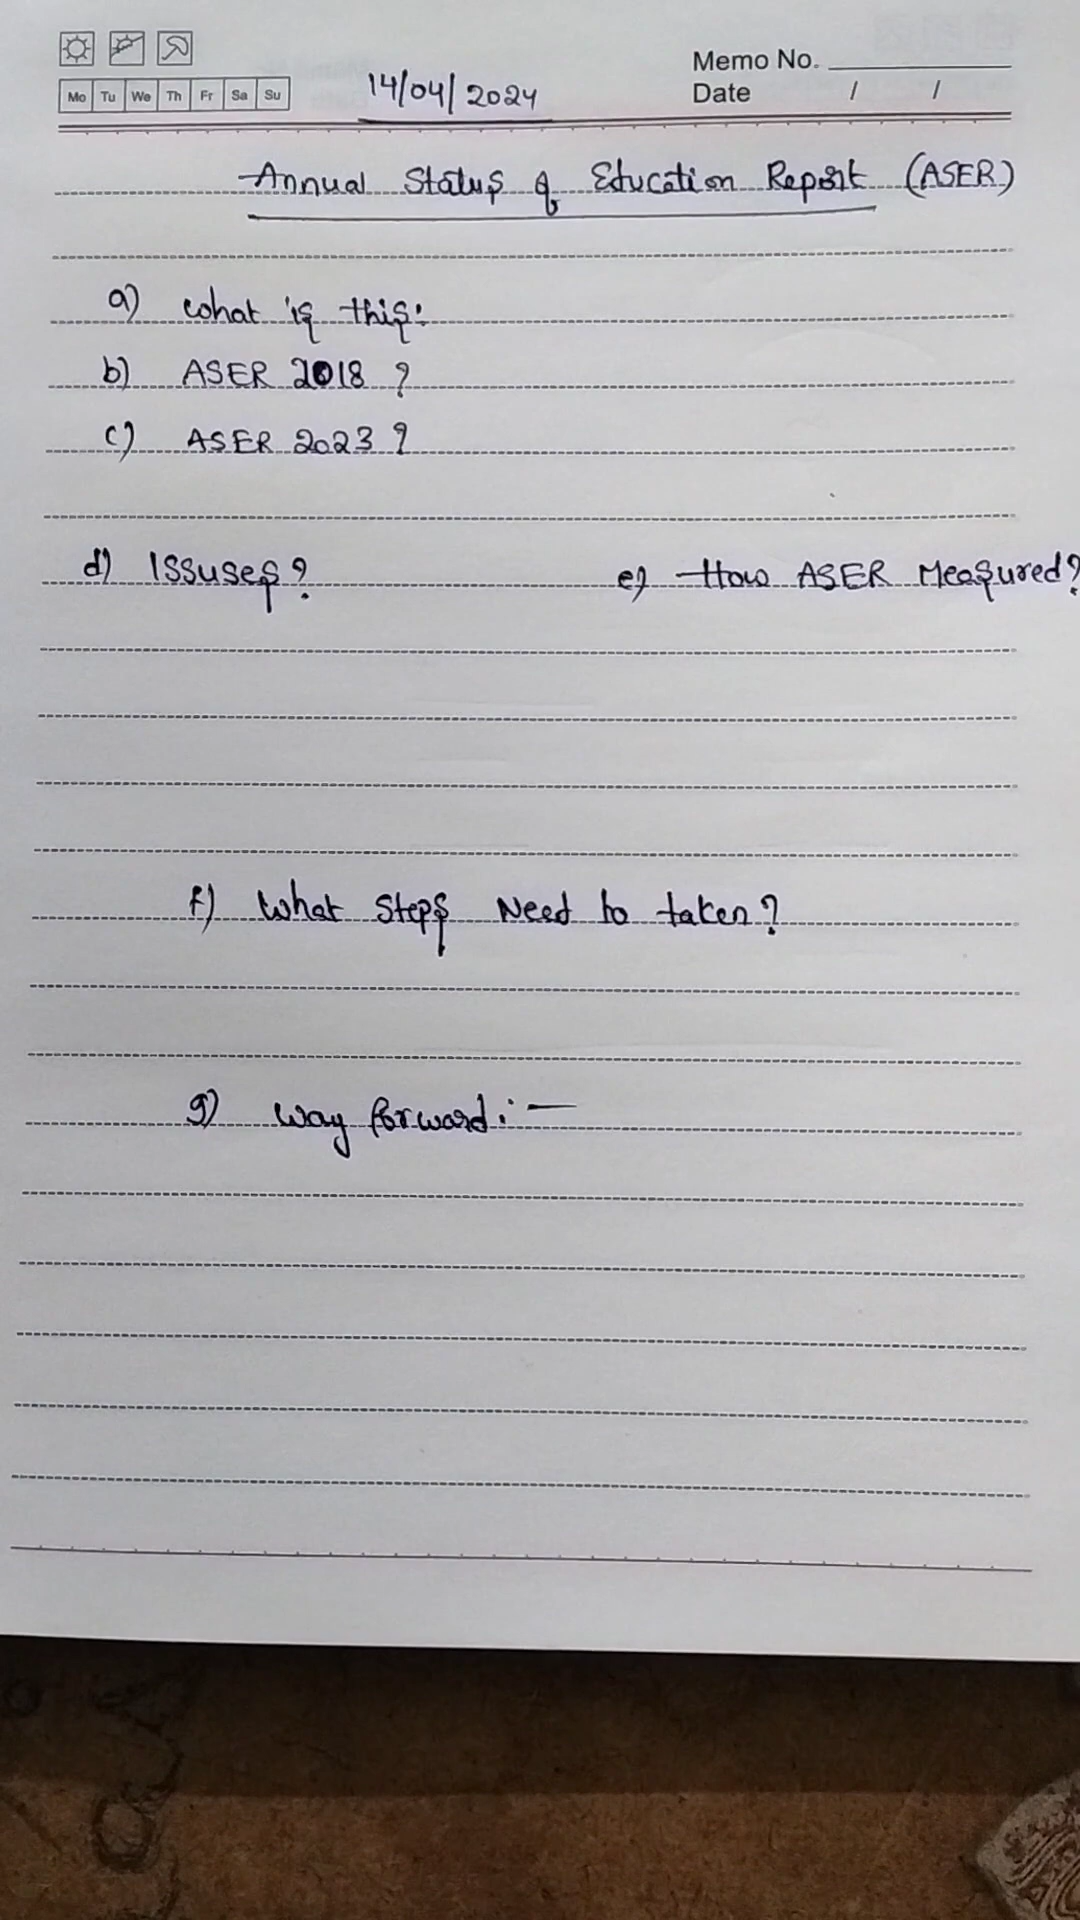 Memo No.
Mo Tu We Th Fr Sa Su
14/04/2024
Date / /
Annual Status of Education Report (ASER)
a) What is this:
b) ASER 2018 ?
c) ASER 2023 ?
d) Issuses ?
e) How ASER Measured?
f) What Steps Need to taken ?
g) Way forward : —